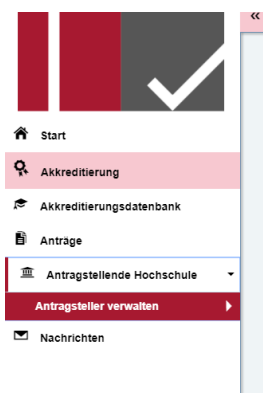 «
Start
Akkreditierung
Akkreditierungsdatenbank
Anträge
Antragstellende Hochschule
Antragsteller verwalten
Nachrichten